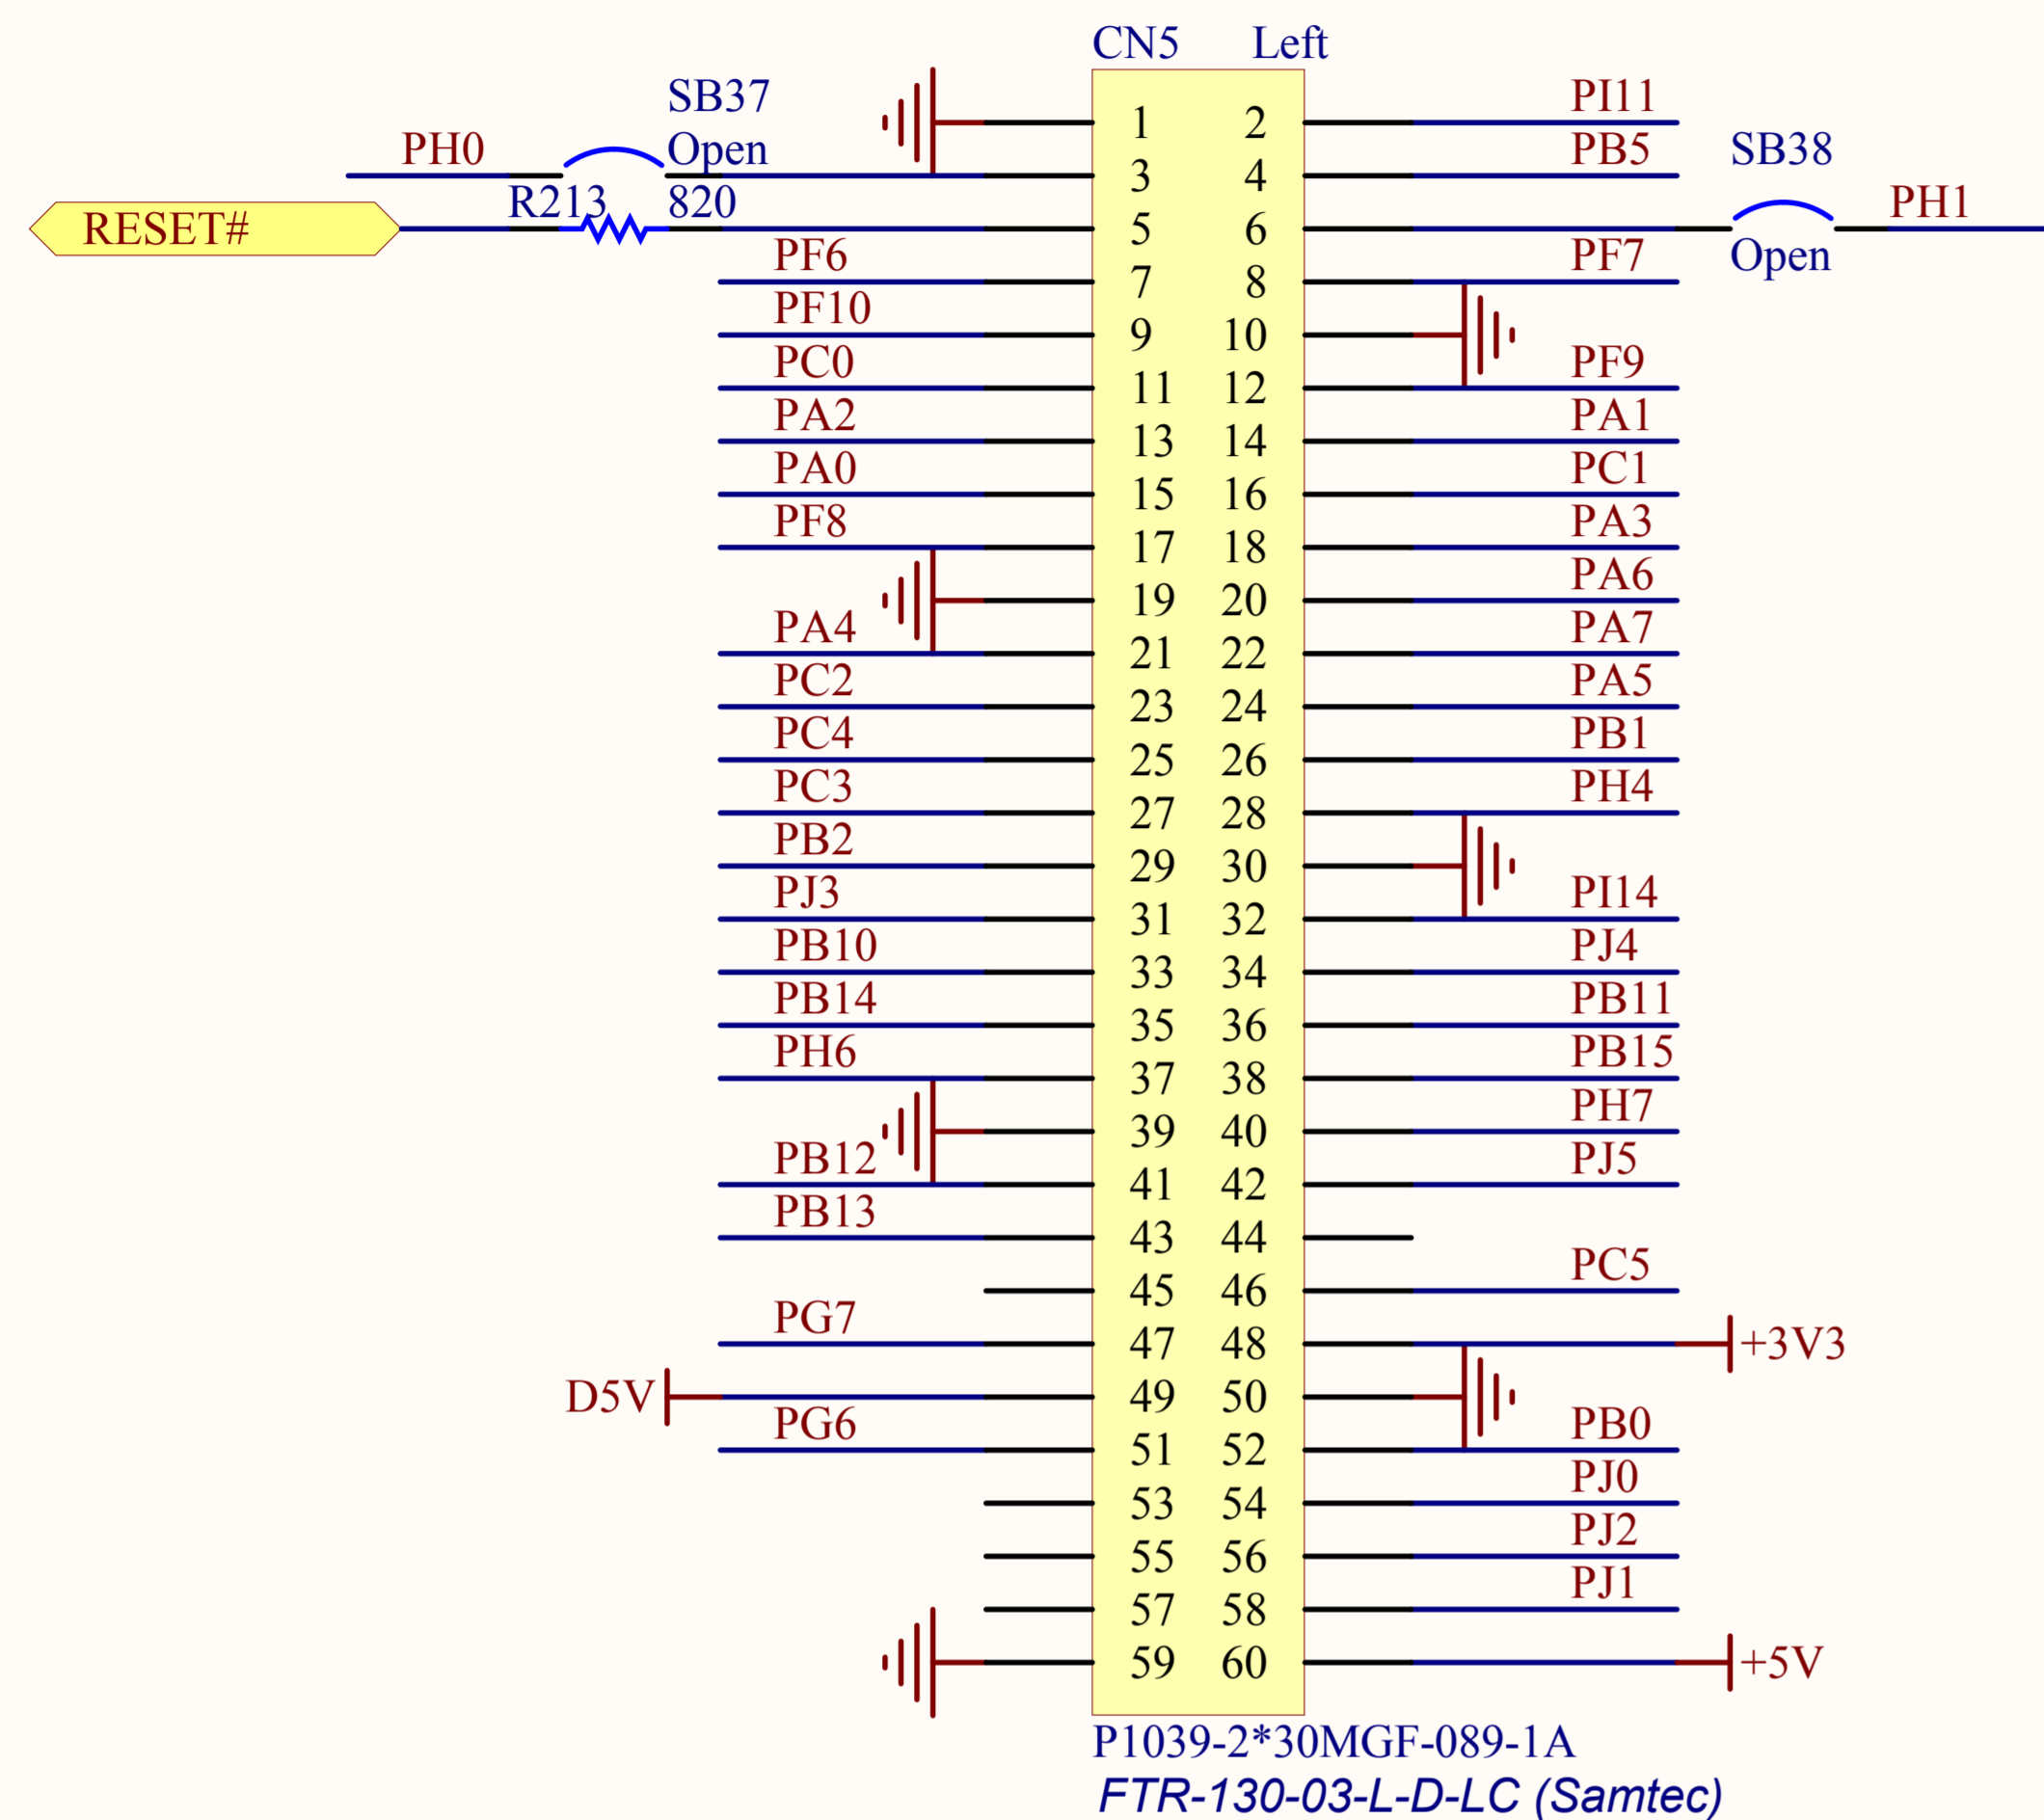 CN5 Left
SB37
PI11
PH0 Open
1 2
PB5 SB38
3 4
RESET# R213 820
PH1
5 6
PF6 PF7 Open
7 8
PF10
9 10
PC0 PF9
11 12
PA2 PA1
13 14
PA0 PC1
15 16
PF8 PA3
17 18
PA6
19 20
PA4 PA7
21 22
PC2 PA5
23 24
PC4 PB1
25 26
PC3 PH4
27 28
PB2
29 30
PJ3 PI14
31 32
PB10 PJ4
33 34
PB14 PB11
35 36
PH6 PB15
37 38
PH7
39 40
PB12 PJ5
41 42
PB13
43 44
PC5
45 46
PG7
47 48 +3V3
D5V 49 50
PG6 PB0
51 52
PJ0
53 54
PJ2
55 56
PJ1
57 58
59 60 +5V
P1039-2*30MGF-089-1A
FTR-130-03-L-D-LC (Samtec)